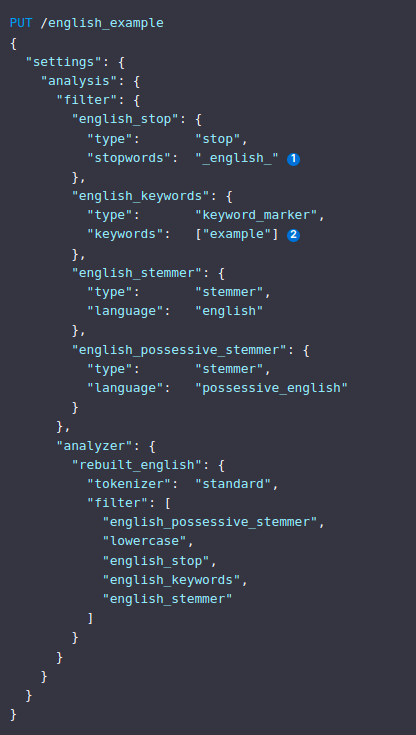 PUT /english_example
{
  "settings": {
    "analysis": {
      "filter": {
        "english_stop": {
          "type":       "stop",
          "stopwords":  "_english_" 1
        },
        "english_keywords": {
          "type":       "keyword_marker",
          "keywords":   ["example"] 2
        },
        "english_stemmer": {
          "type":       "stemmer",
          "language":   "english"
        },
        "english_possessive_stemmer": {
          "type":       "stemmer",
          "language":   "possessive_english"
        }
      },
      "analyzer": {
        "rebuilt_english": {
          "tokenizer":  "standard",
          "filter": [
            "english_possessive_stemmer",
            "lowercase",
            "english_stop",
            "english_keywords",
            "english_stemmer"
          ]
        }
      }
    }
  }
}